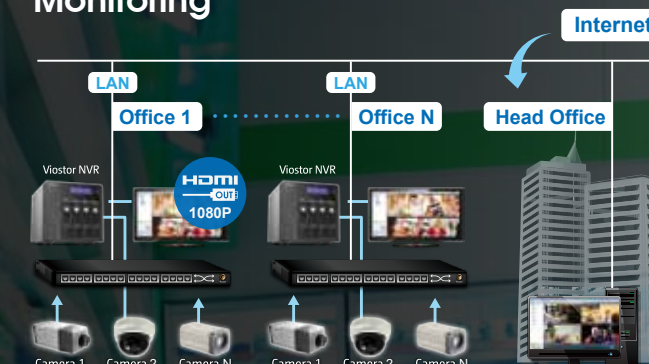 Monitoring
Internet
LAN
LAN
Office 1
Office N
Head Office
Viostor NVR
HDMI
OUT
1080P
Viostor NVR
Camera 1
Camera 2
Camera N
Camera 1
Camera 2
Camera N